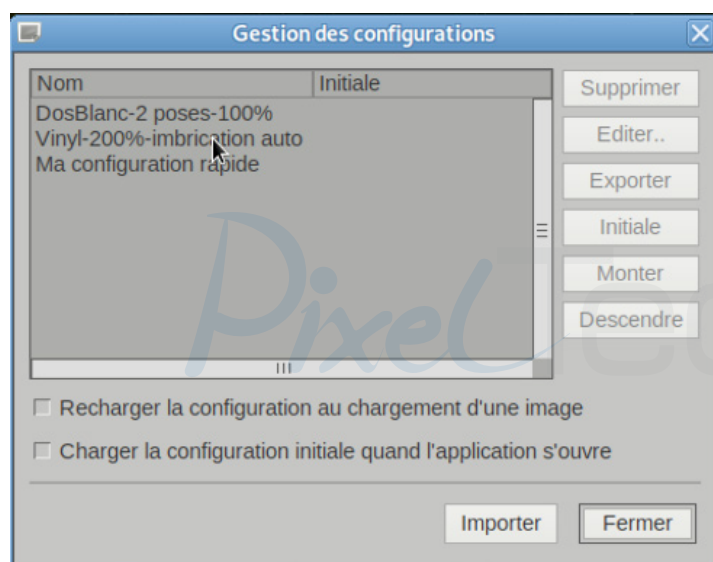 Gestion des configurations
Nom Initiale
DosBlanc-2 poses-100%
Vinyl-200%-imbrication auto
Ma configuration rapide
Supprimer
Editer..
Exporter
Initiale
Monter
Descendre
PixelTec
Recharger la configuration au chargement d'une image
Charger la configuration initiale quand l'application s'ouvre
Importer Fermer